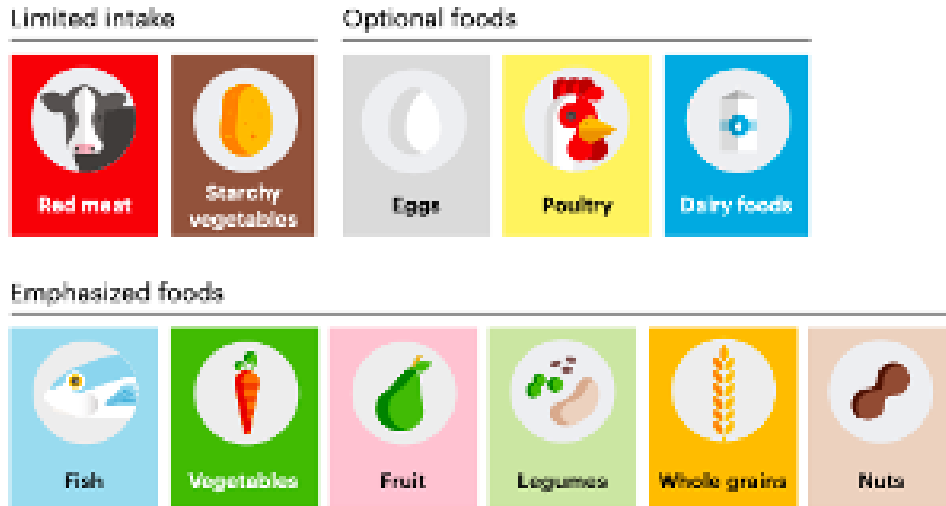 Limited intake
Optional foods
Red meat
Starchy
vegetables
Eggs
Poultry
Dairy foods
Emphasized foods
Fish
Vegetables
Fruit
Legumes
Whole grains
Nuts